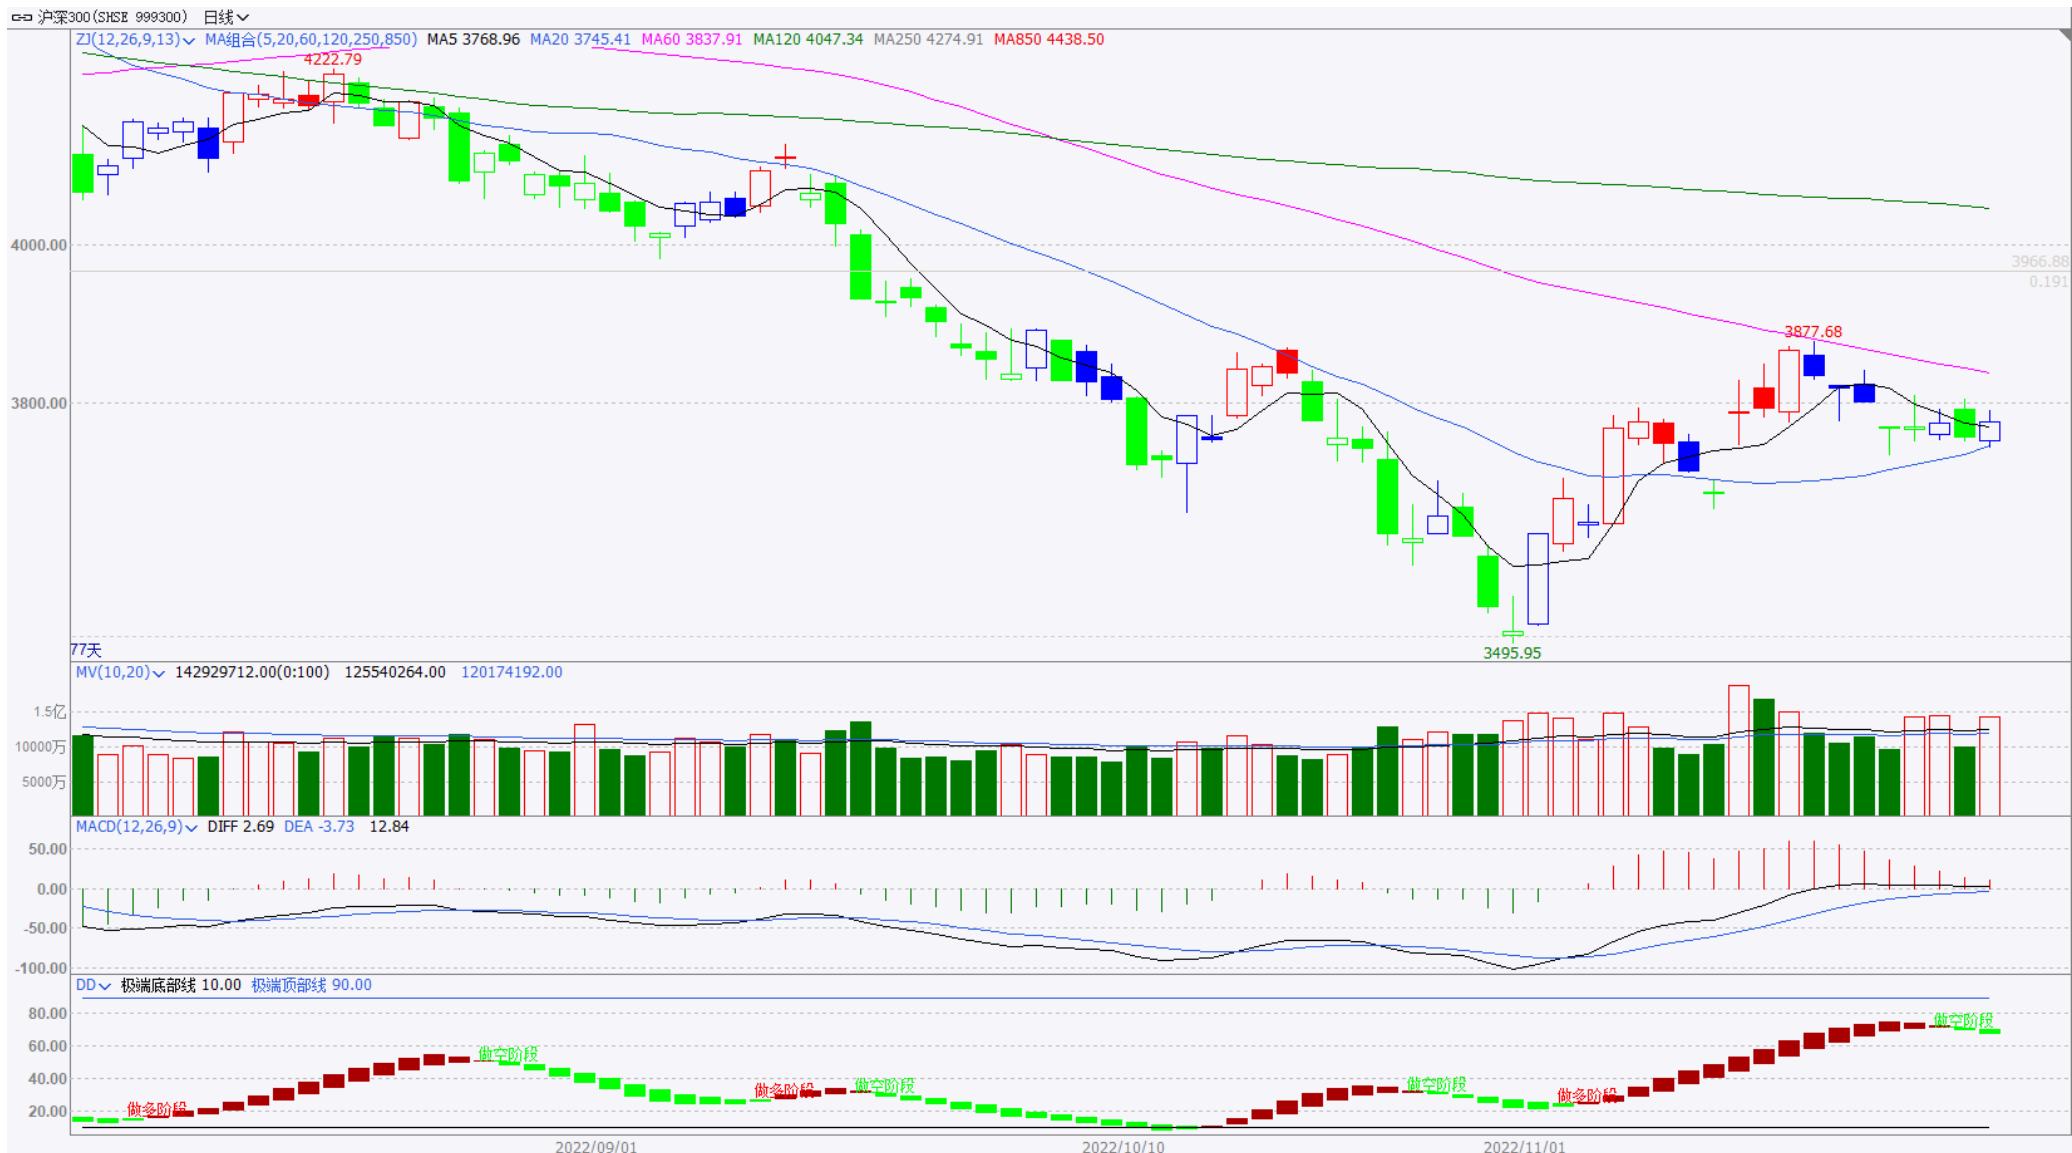 沪深300(SHSE 999300) 日线
ZJ(12,26,9,13) MA组合(5,20,60,120,250,850) MA5 3768.96 MA20 3745.41 MA60 3837.91 MA120 4047.34 MA250 4274.91 MA850 4438.50
4222.79
4000.00
3966.88
0.191
3877.68
3800.00
77天
3495.95
MV(10,20) 142929712.00(0:100) 125540264.00 120174192.00
1.5亿
10000万
5000万
MACD(12,26,9) DIFF 2.69 DEA -3.73 12.84
50.00
0.00
-50.00
-100.00
DD 极端底部线 10.00 极端顶部线 90.00
80.00
做空阶段
60.00
做空阶段
40.00
做多阶段 做空阶段 做空阶段 做多阶段
20.00
做多阶段
2022/09/01 2022/10/10 2022/11/01